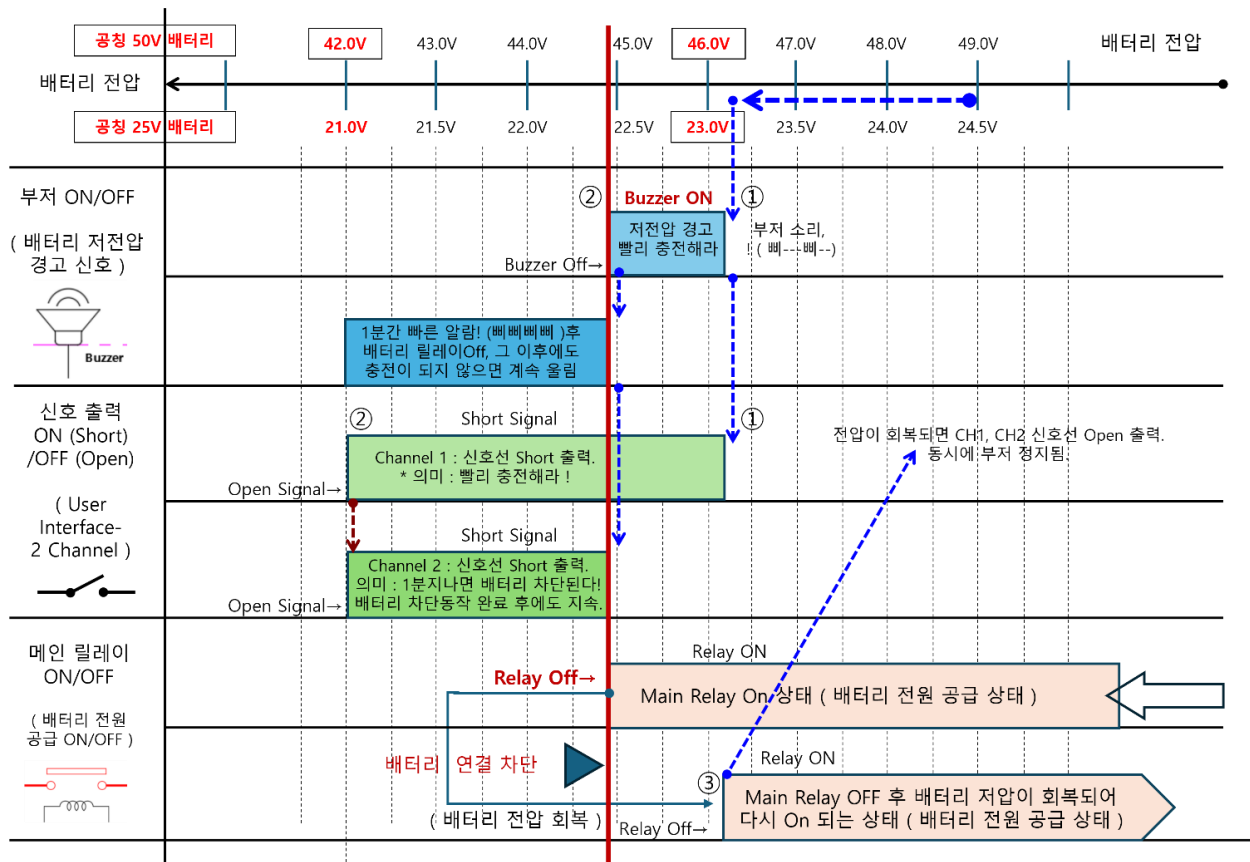 공칭 50V 배터리
42.0V
43.0V
44.0V
45.0V
46.0V
47.0V
48.0V
49.0V
배터리 전압
배터리 전압
공칭 25V 배터리
21.0V
21.5V
22.0V
22.5V
23.0V
23.5V
24.0V
24.5V
부저 ON/OFF
( 배터리 저전압
경고 신호 )
Buzzer
②
Buzzer ON
①
저전압 경고
빨리 충전해라
부저 소리,
! ( 삐---삐--)
Buzzer Off→
1분간 빠른 알람! (삐삐삐삐 )후
배터리 릴레이Off, 그 이후에도
충전이 되지 않으면 계속 울림
신호 출력
ON (Short)
/OFF (Open)
( User
Interface-
2 Channel )
②
Short Signal
①
Channel 1 : 신호선 Short 출력.
* 의미 : 빨리 충전해라 !
Open Signal→
전압이 회복되면 CH1, CH2 신호선 Open 출력.
동시에 부저 정지됨.
Short Signal
Channel 2 : 신호선 Short 출력.
의미 : 1분지나면 배터리 차단된다!
배터리 차단동작 완료 후에도 지속.
Open Signal→
메인 릴레이
ON/OFF
( 배터리 전원
공급 ON/OFF )
Relay ON
Relay Off→
Main Relay On 상태 ( 배터리 전원 공급 상태 )
배터리 연결 차단
Relay ON
③
Main Relay OFF 후 배터리 저압이 회복되어
다시 On 되는 상태 ( 배터리 전원 공급 상태 )
( 배터리 전압 회복 )
Relay Off→